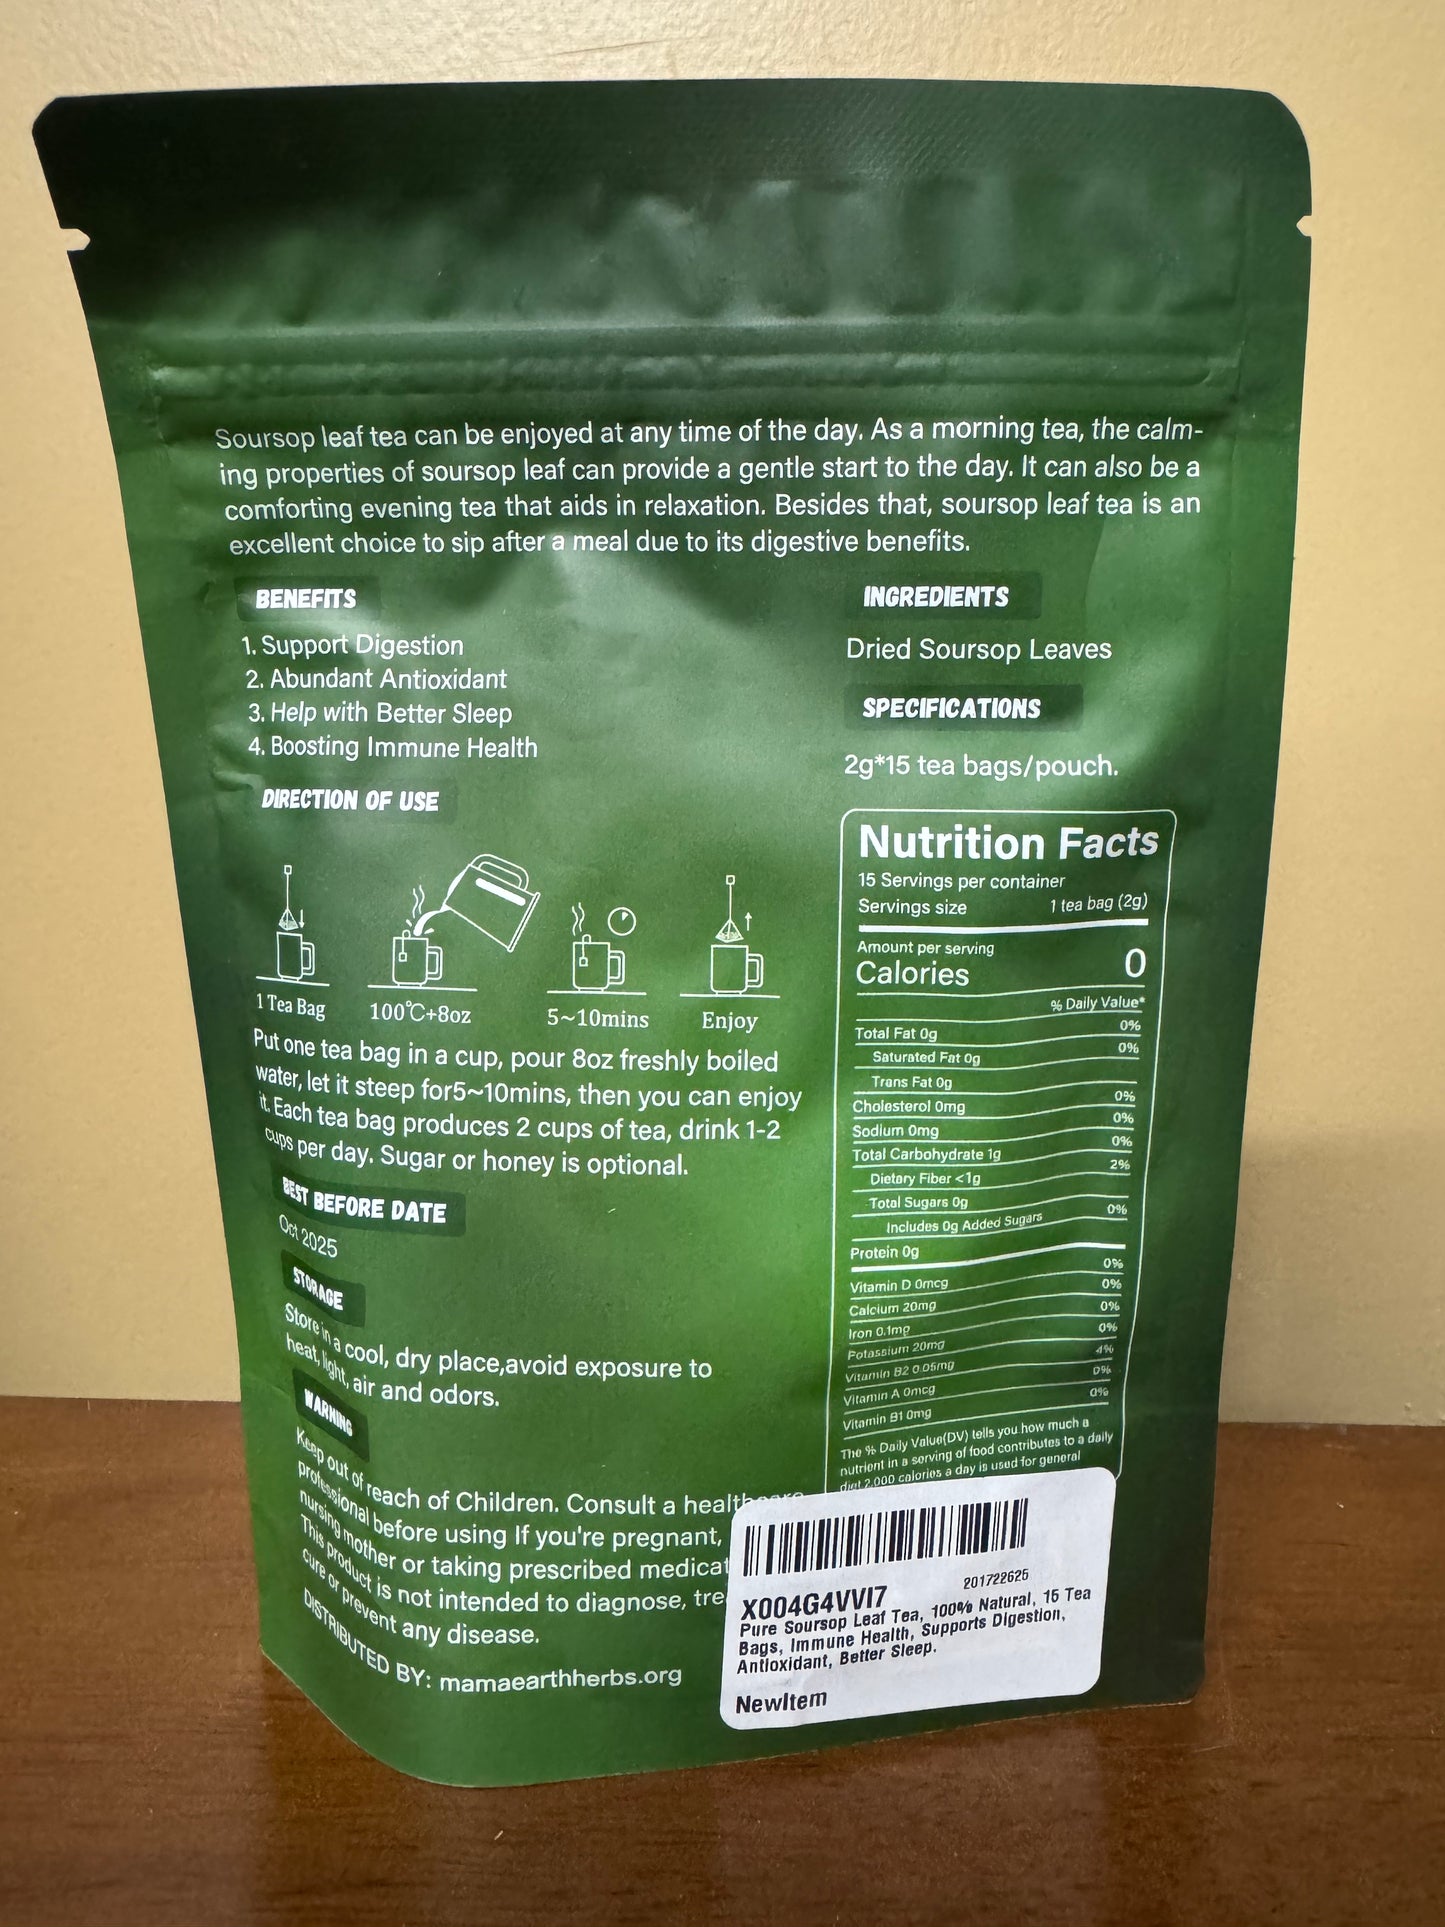 Soursop leaf tea can be enjoyed at any time of the day. As a morning tea, the calm-
ing properties of soursop leaf can provide a gentle start to the day. It can also be a
comforting evening tea that aids in relaxation. Besides that, soursop leaf tea is an
excellent choice to sip after a meal due to its digestive benefits.
BENEFITS
1. Support Digestion
2. Abundant Antioxidant
3. Help with Better Sleep
4. Boosting Immune Health
DIRECTION OF USE
1 Tea Bag
100℃+8oz
5~10mins
Enjoy
Put one tea bag in a cup, pour 8oz freshly boiled
water, let it steep for5~10mins, then you can enjoy
it. Each tea bag produces 2 cups of tea, drink 1-2
cups per day. Sugar or honey is optional.
BEST BEFORE DATE
Oct 2025
STORAGE
Store in a cool, dry place,avoid exposure to
heat, light, air and odors.
WARNING
Keep out of reach of Children. Consult a healthcare
professional before using If you're pregnant,
nursing mother or taking prescribed medicat
This product is not intended to diagnose, tre
cure or prevent any disease.
DISTRIBUTED BY: mamaearthherbs.org
INGREDIENTS
Dried Soursop Leaves
SPECIFICATIONS
2g*15 tea bags/pouch.
Nutrition Facts
15 Servings per container
Servings size 1 tea bag (2g)
Amount per serving
Calories 0
% Daily Value*
Total Fat 0g 0%
Saturated Fat 0g 0%
Trans Fat 0g
Cholesterol 0mg 0%
Sodium 0mg 0%
Total Carbohydrate 1g 0%
Dietary Fiber <1g 2%
Total Sugars 0g
Includes 0g Added Sugars 0%
Protein 0g
Vitamin D 0mcg 0%
Calcium 20mg 0%
Iron 0.1mg 0%
Potassium 20mg 0%
Vitamin B2 0.05mg 4%
Vitamin A 0mcg 0%
Vitamin B1 0mg 0%
The % Daily Value(DV) tells you how much a
nutrient in a serving of food contributes to a daily
diet 2,000 calories a day is used for general
201722625
X004G4VVI7
Pure Soursop Leaf Tea, 100% Natural, 15 Tea
Bags, Immune Health, Supports Digestion,
Antioxidant, Better Sleep.
NewItem